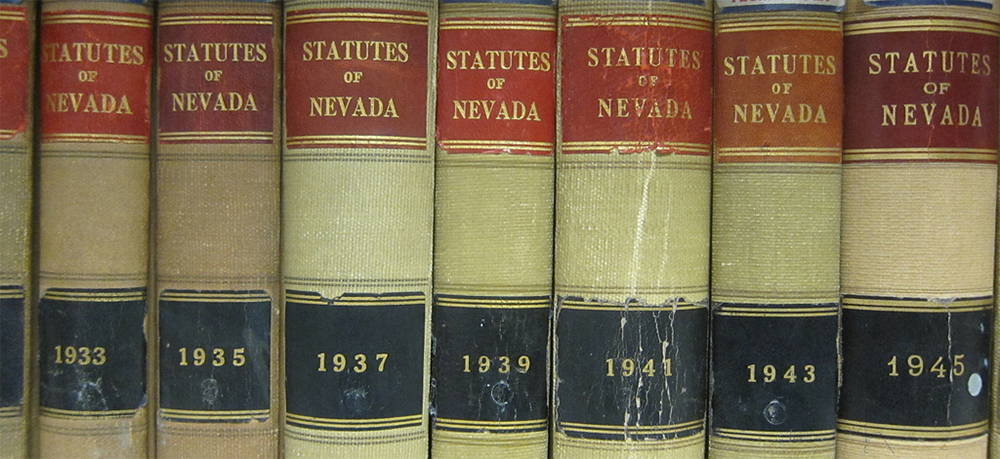 STATUTES
OF
NEVADA
1933
STATUTES
OF
NEVADA
1935
STATUTES
OF
NEVADA
1937
STATUTES
OF
NEVADA
1939
STATUTES
OF
NEVADA
1941
STATUTES
OF
NEVADA
1943
STATUTES
OF
NEVADA
1945